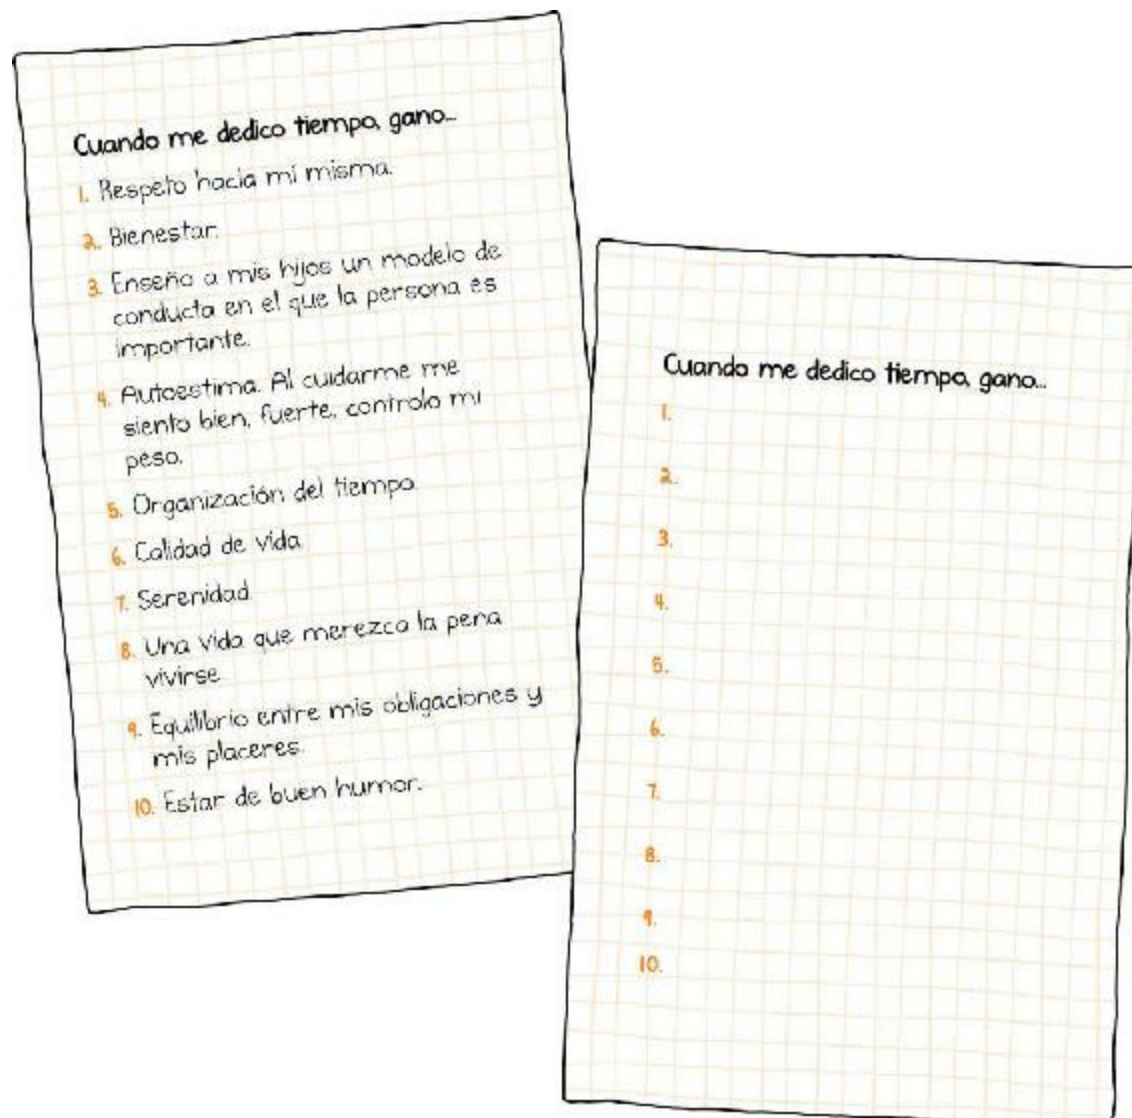 Cuando me dedico tiempo, gano...
1. Respeto hacia mí misma.
2. Bienestar.
3. Enseño a mis hijos un modelo de
conducta en el que la persona es
importante.
4. Autoestima. Al cuidarme me
siento bien, fuerte, controlo mi
peso.
5. Organización del tiempo.
6. Calidad de vida.
7. Serenidad.
8. Una vida que merezca la pena
vivirse.
9. Equilibrio entre mis obligaciones y
mis placeres.
10. Estar de buen humor.
Cuando me dedico tiempo, gano...
1.
2.
3.
4.
5.
6.
7.
8.
9.
10.